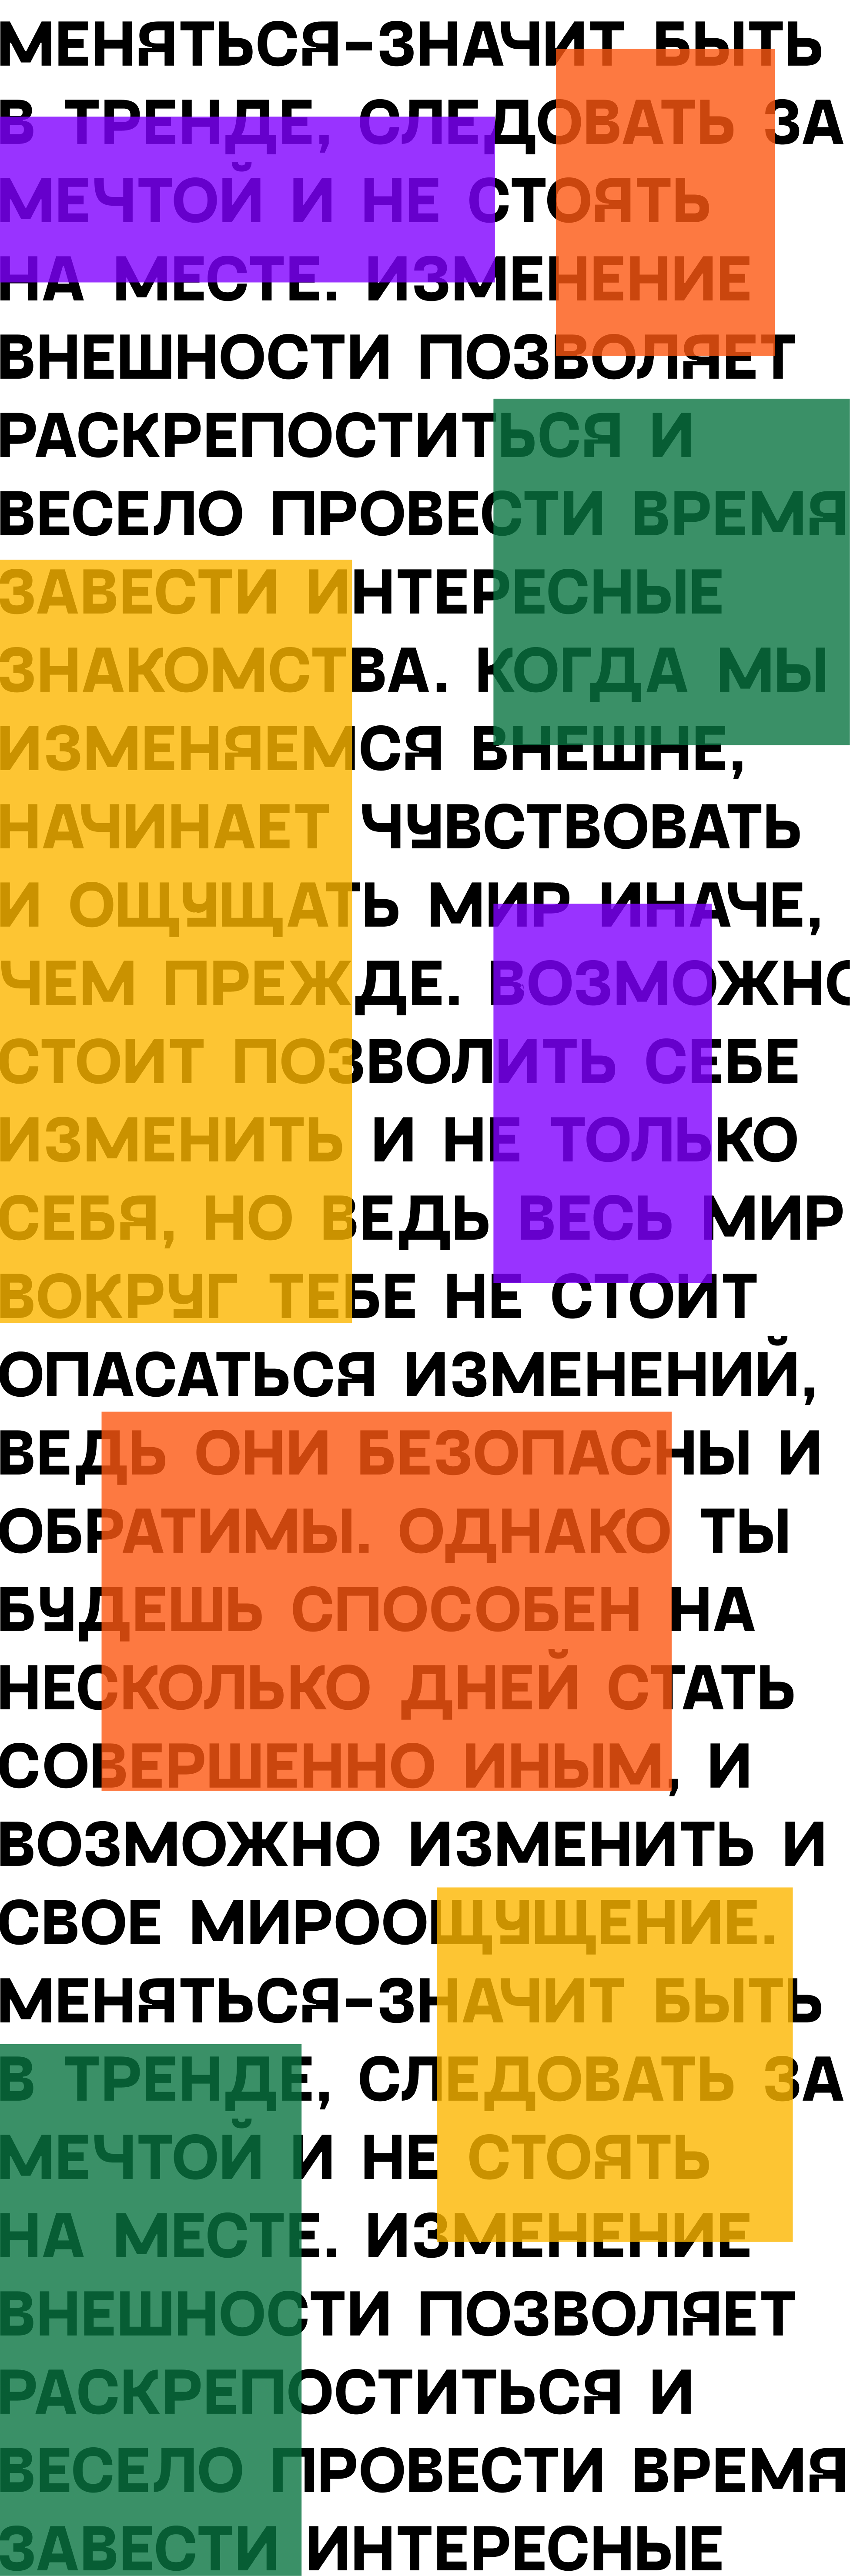 МЕНЯТЬСЯ-ЗНАЧИТ БЫТЬ
В ТРЕНДЕ, СЛЕДОВАТЬ ЗА
МЕЧТОЙ И НЕ СТОЯТЬ
НА МЕСТЕ. ИЗМЕНЕНИЕ
ВНЕШНОСТИ ПОЗВОЛЯЕТ
РАСКРЕПОСТИТЬСЯ И
ВЕСЕЛО ПРОВЕСТИ ВРЕМЯ
ЗАВЕСТИ ИНТЕРЕСНЫЕ
ЗНАКОМСТВА. КОГДА МЫ
ИЗМЕНЯЕМСЯ ВНЕШНЕ,
НАЧИНАЕТ ЧУВСТВОВАТЬ
И ОЩУЩАТЬ МИР ИНАЧЕ,
ЧЕМ ПРЕЖДЕ. ВОЗМОЖНО
СТОИТ ПОЗВОЛИТЬ СЕБЕ
ИЗМЕНИТЬ И НЕ ТОЛЬКО
СЕБЯ, НО ВЕДЬ ВЕСЬ МИР
ВОКРУГ ТЕБЕ НЕ СТОИТ
ОПАСАТЬСЯ ИЗМЕНЕНИЙ,
ВЕДЬ ОНИ БЕЗОПАСНЫ И
ОБРАТИМЫ. ОДНАКО ТЫ
БУДЕШЬ СПОСОБЕН НА
НЕСКОЛЬКО ДНЕЙ СТАТЬ
СОВЕРШЕННО ИНЫМ, И
ВОЗМОЖНО ИЗМЕНИТЬ И
СВОЕ МИРООЩУЩЕНИЕ.
МЕНЯТЬСЯ-ЗНАЧИТ БЫТЬ
В ТРЕНДЕ, СЛЕДОВАТЬ ЗА
МЕЧТОЙ И НЕ СТОЯТЬ
НА МЕСТЕ. ИЗМЕНЕНИЕ
ВНЕШНОСТИ ПОЗВОЛЯЕТ
РАСКРЕПОСТИТЬСЯ И
ВЕСЕЛО ПРОВЕСТИ ВРЕМЯ
ЗАВЕСТИ ИНТЕРЕСНЫЕ